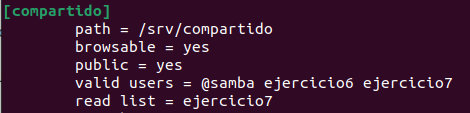 [compartido]
path = /srv/compartido
browsable = yes
public = yes
valid users = @samba ejercicio6 ejercicio7
read list = ejercicio7